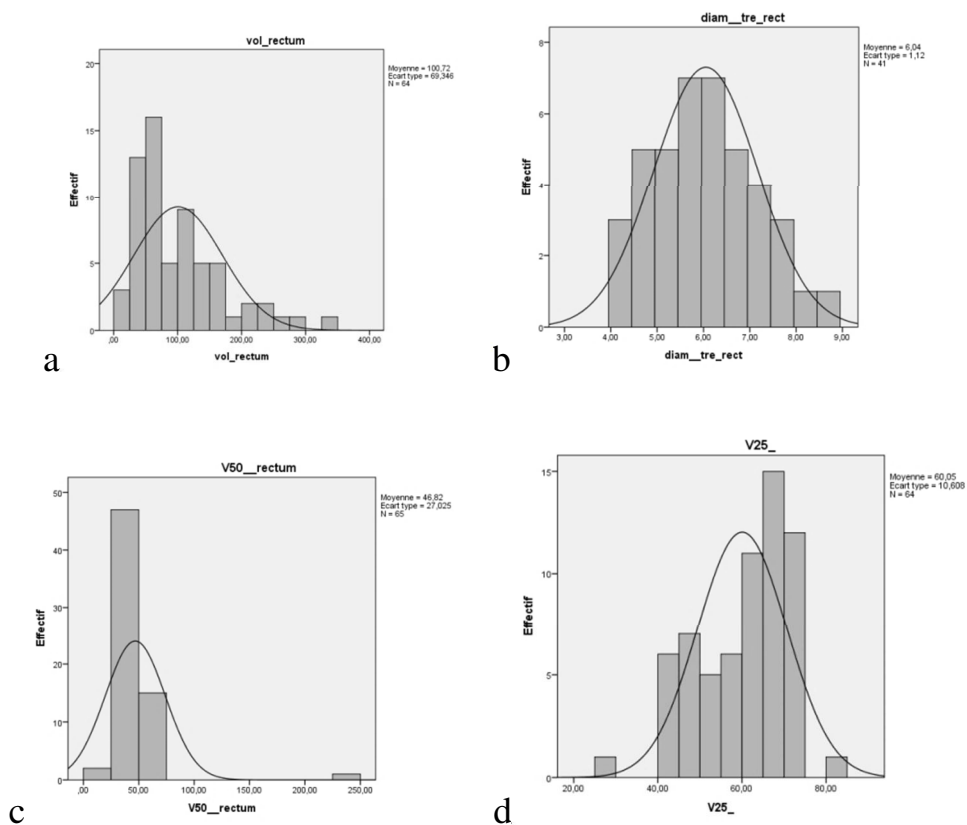 vol_rectum
Moyenne = 100,72
Ecart type = 69,346
N = 64
20
15
10
5
0
Effectif
,00 100,00 200,00 300,00 400,00
vol_rectum
a
diam__tre_rect
Moyenne = 6,04
Ecart type = 1,12
N = 41
8
6
4
2
0
Effectif
3,00 4,00 5,00 6,00 7,00 8,00 9,00
diam__tre_rect
b
V50__rectum
Moyenne = 46,82
Ecart type = 27,025
N = 65
50
40
30
20
10
0
Effectif
,00 50,00 100,00 150,00 200,00 250,00
V50__rectum
c
V25_
Moyenne = 60,05
Ecart type = 10,608
N = 64
15
10
5
0
Effectif
20,00 40,00 60,00 80,00
V25_
d